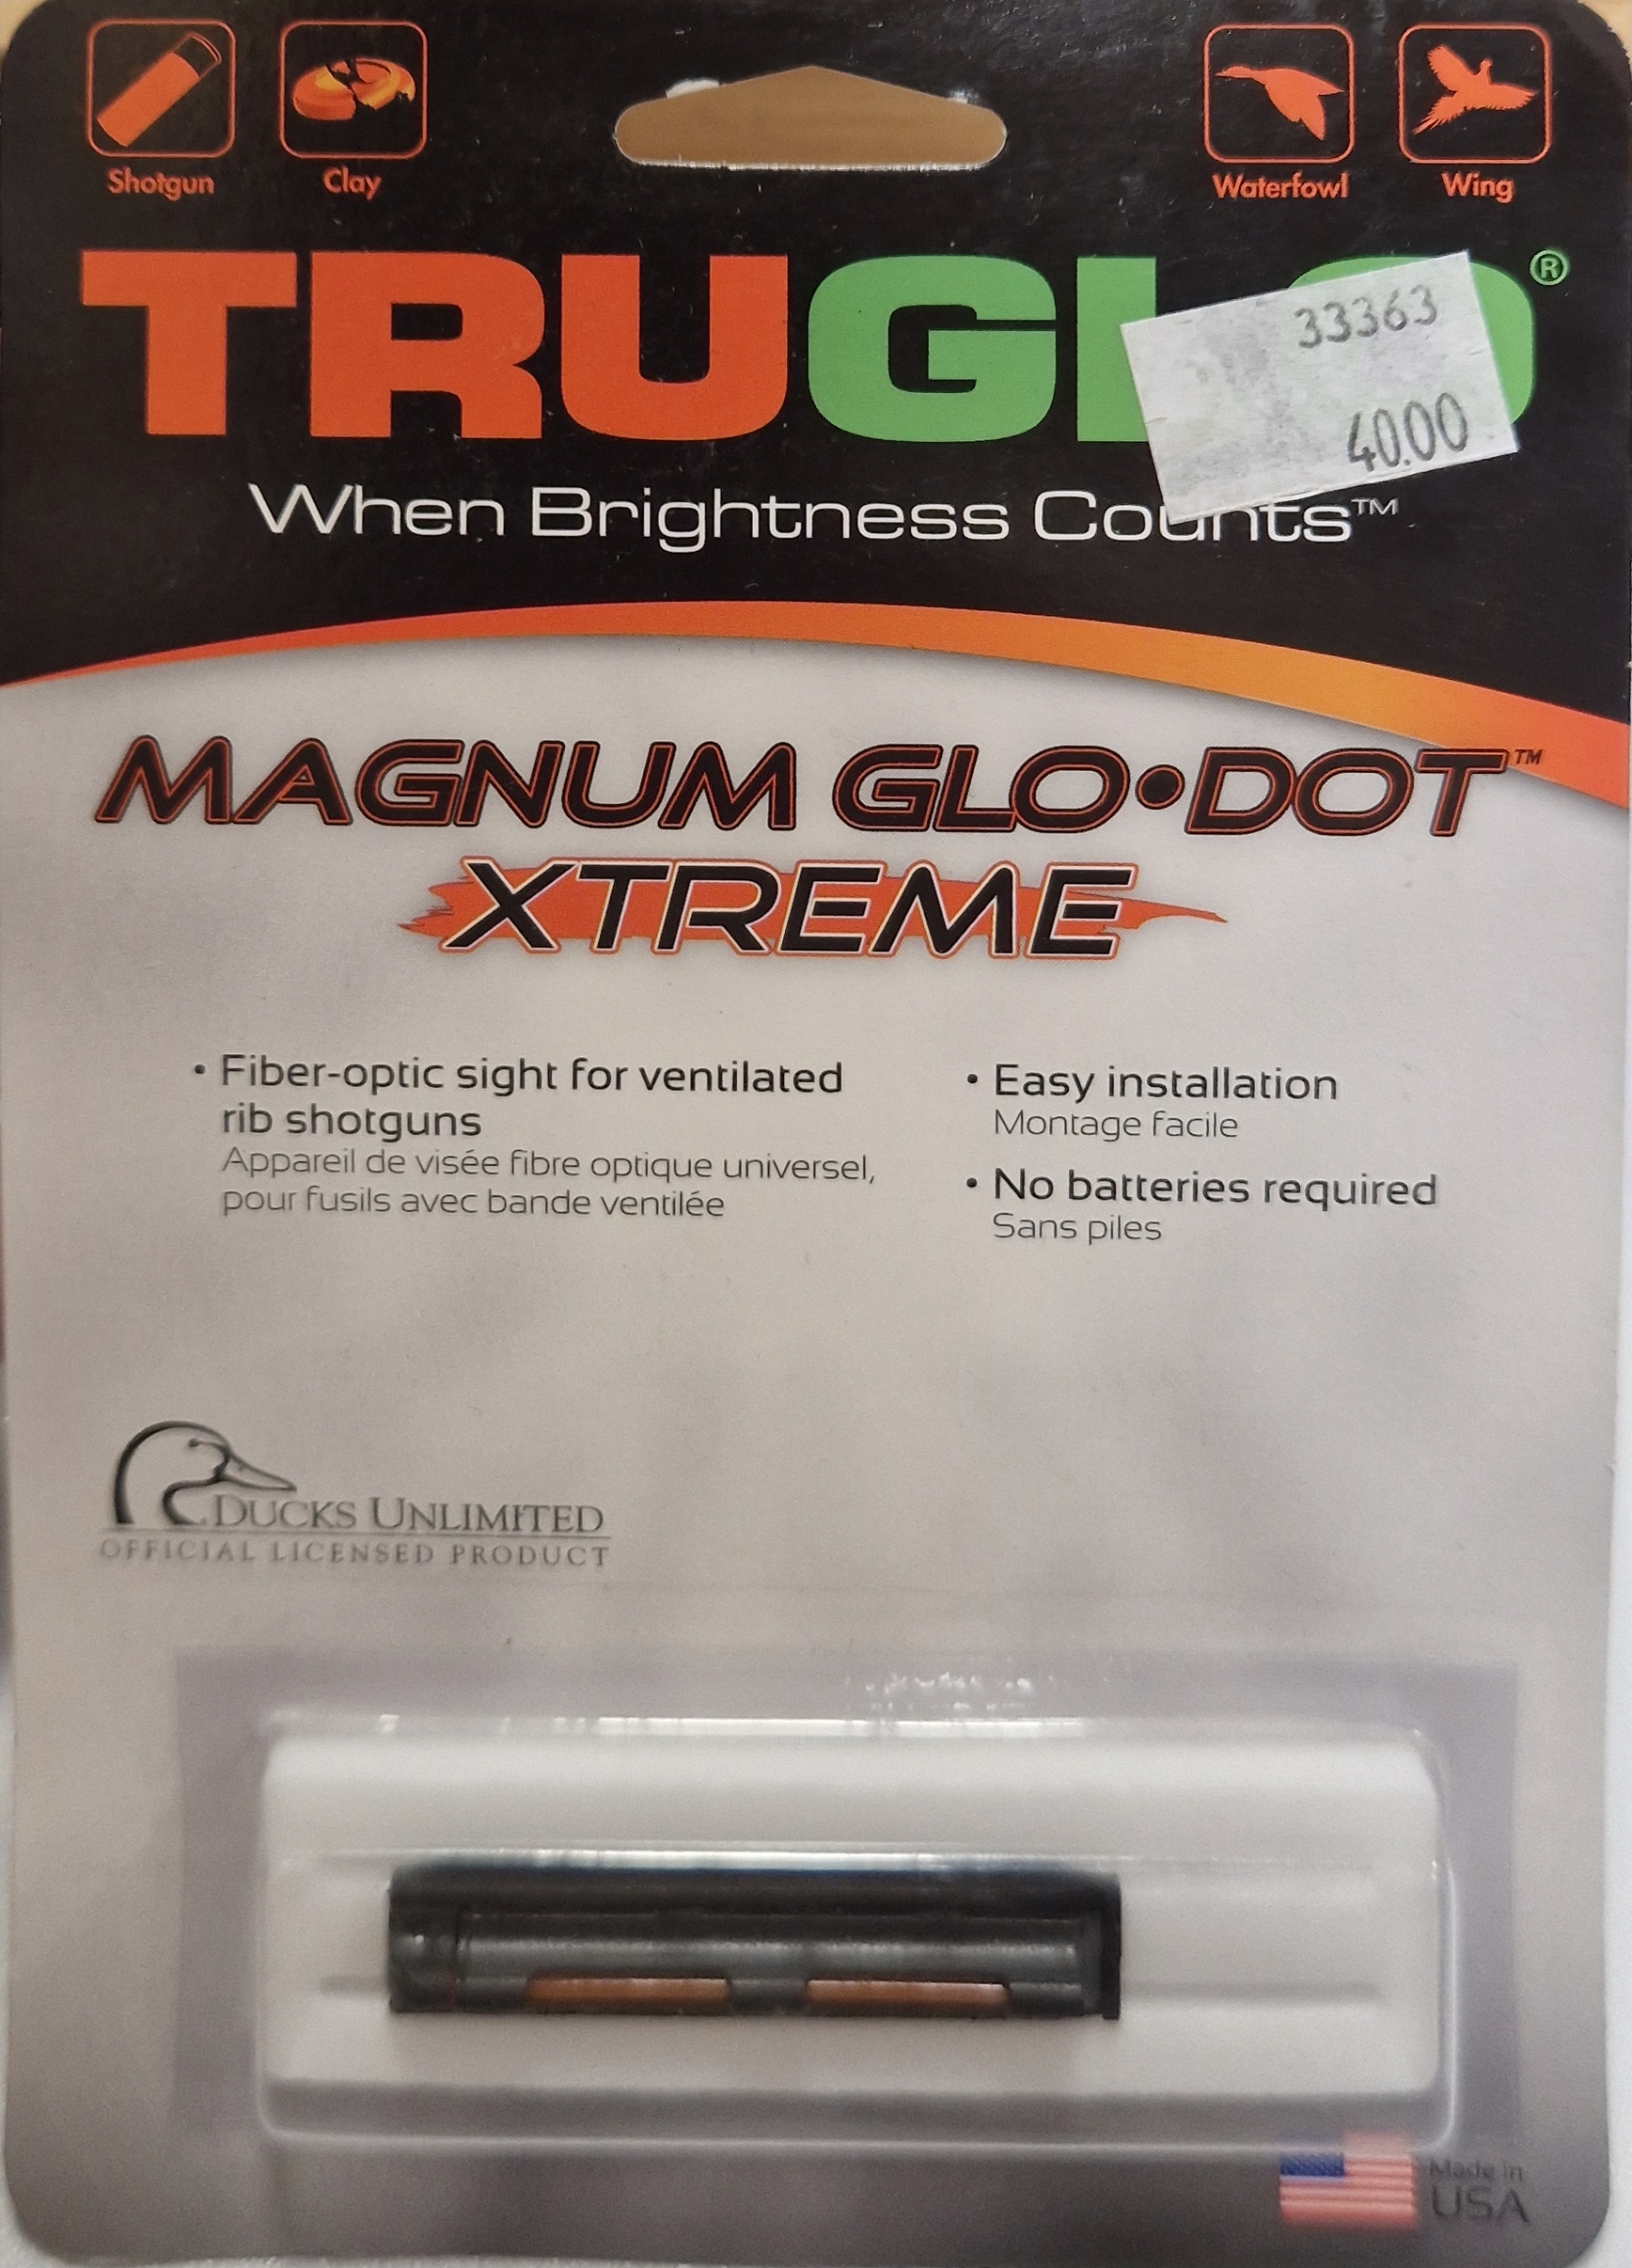 Shotgun Clay Waterfowl Wing
TRUGLO®
33363
40.00
When Brightness Counts™
MAGNUM GLO•DOT™
XTREME
• Fiber-optic sight for ventilated
rib shotguns
Appareil de visée fibre optique universel,
pour fusils avec bande ventilée
• Easy installation
Montage facile
• No batteries required
Sans piles
DUCKS UNLIMITED
OFFICIAL LICENSED PRODUCT
Made in
USA